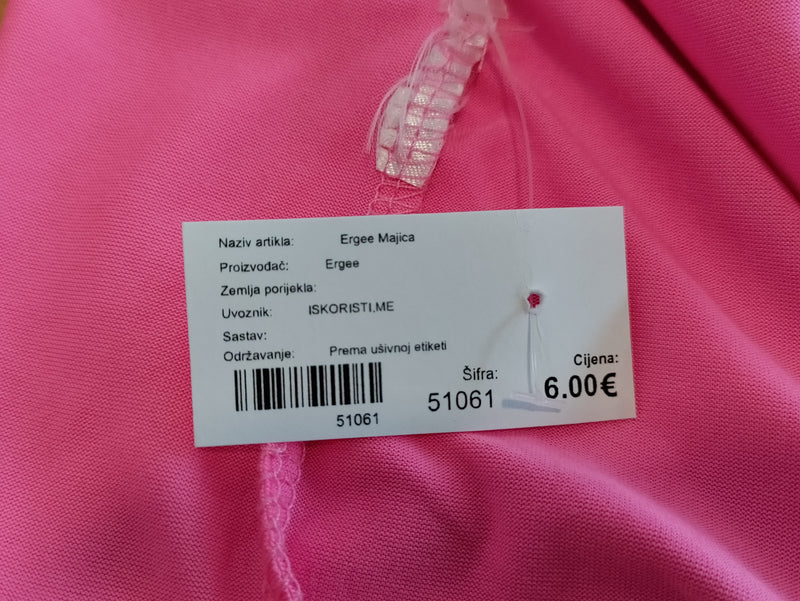 Naziv artikla: Ergee Majica
Proizvođač: Ergee
Zemlja porijekla:
Uvoznik: ISKORISTI,ME
Sastav:
Održavanje: Prema ušivnoj etiketi
Cijena:
Šifra:
51061 6.00€
51061